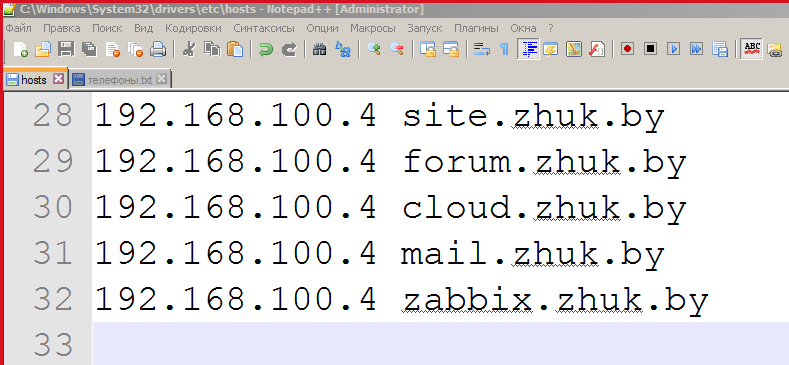 C:\Windows\System32\drivers\etc\hosts - Notepad++ [Administrator]
Файл Правка Поиск Вид Кодировки Синтаксисы Опции Макросы Запуск Плагины Окна ?
hosts телефоны.txt
28 192.168.100.4 site.zhuk.by
29 192.168.100.4 forum.zhuk.by
30 192.168.100.4 cloud.zhuk.by
31 192.168.100.4 mail.zhuk.by
32 192.168.100.4 zabbix.zhuk.by
33